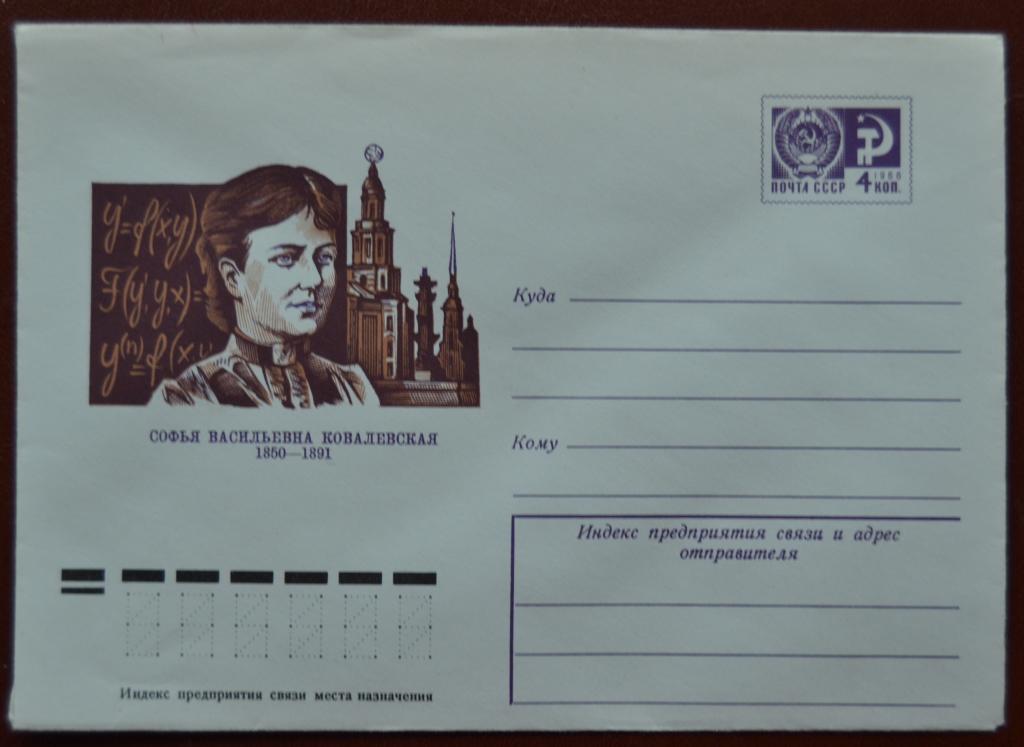 y'=f(x,y)
F(y',y,x)=
y⁽ⁿ⁾=f(x,
СОФЬЯ ВАСИЛЬЕВНА КОВАЛЕВСКАЯ
1850—1891
ПОЧТА СССР
1966
4 КОП.
Куда
Кому
Индекс предприятия связи и адрес
отправителя
Индекс предприятия связи места назначения